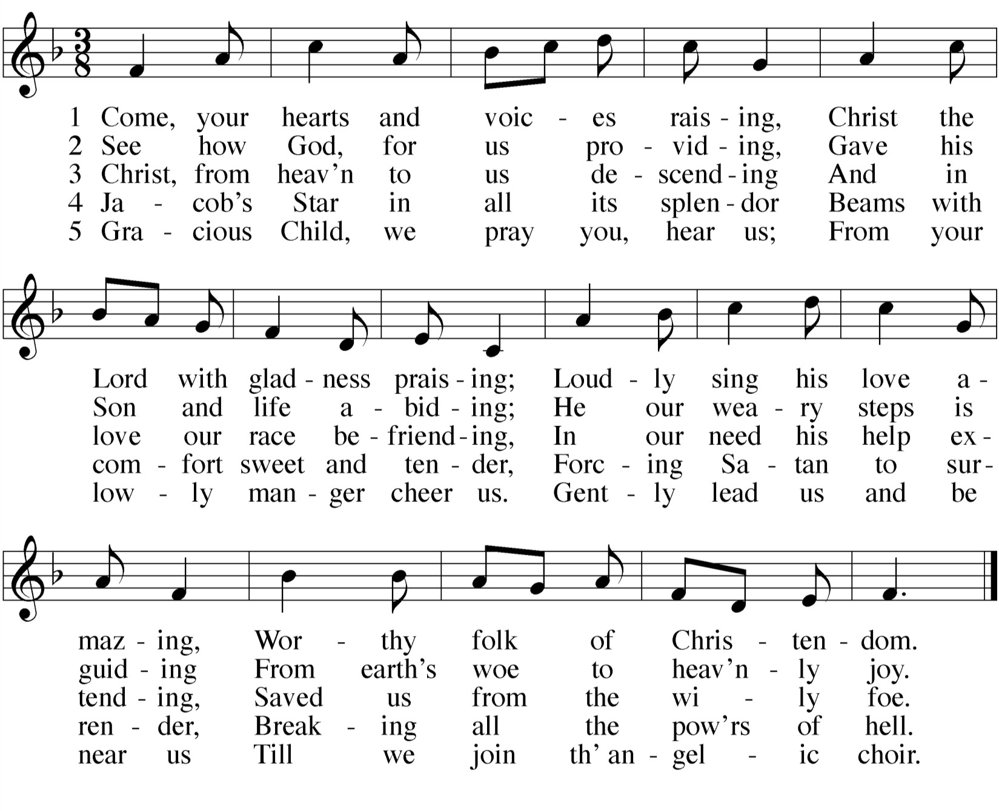 3
8
1 Come, your hearts and voic - es rais - ing, Christ the
2 See how God, for us pro - vid - ing, Gave his
3 Christ, from heav’n to us de - scend - ing And in
4 Ja - cob’s Star in all its splen - dor Beams with
5 Gra - cious Child, we pray you, hear us; From your
Lord with glad - ness prais - ing; Loud - ly sing his love a -
Son and life a - bid - ing; He our wea - ry steps is
love our race be - friend - ing, In our need his help ex -
com - fort sweet and ten - der, Forc - ing Sa - tan to sur -
low - ly man - ger cheer us. Gent - ly lead us and be
maz - ing, Wor - thy folk of Chris - ten - dom.
guid - ing From earth’s woe to heav’n - ly joy.
tend - ing, Saved us from the wi - ly foe.
ren - der, Break - ing all the pow’rs of hell.
near us Till we join th’ an - gel - ic choir.